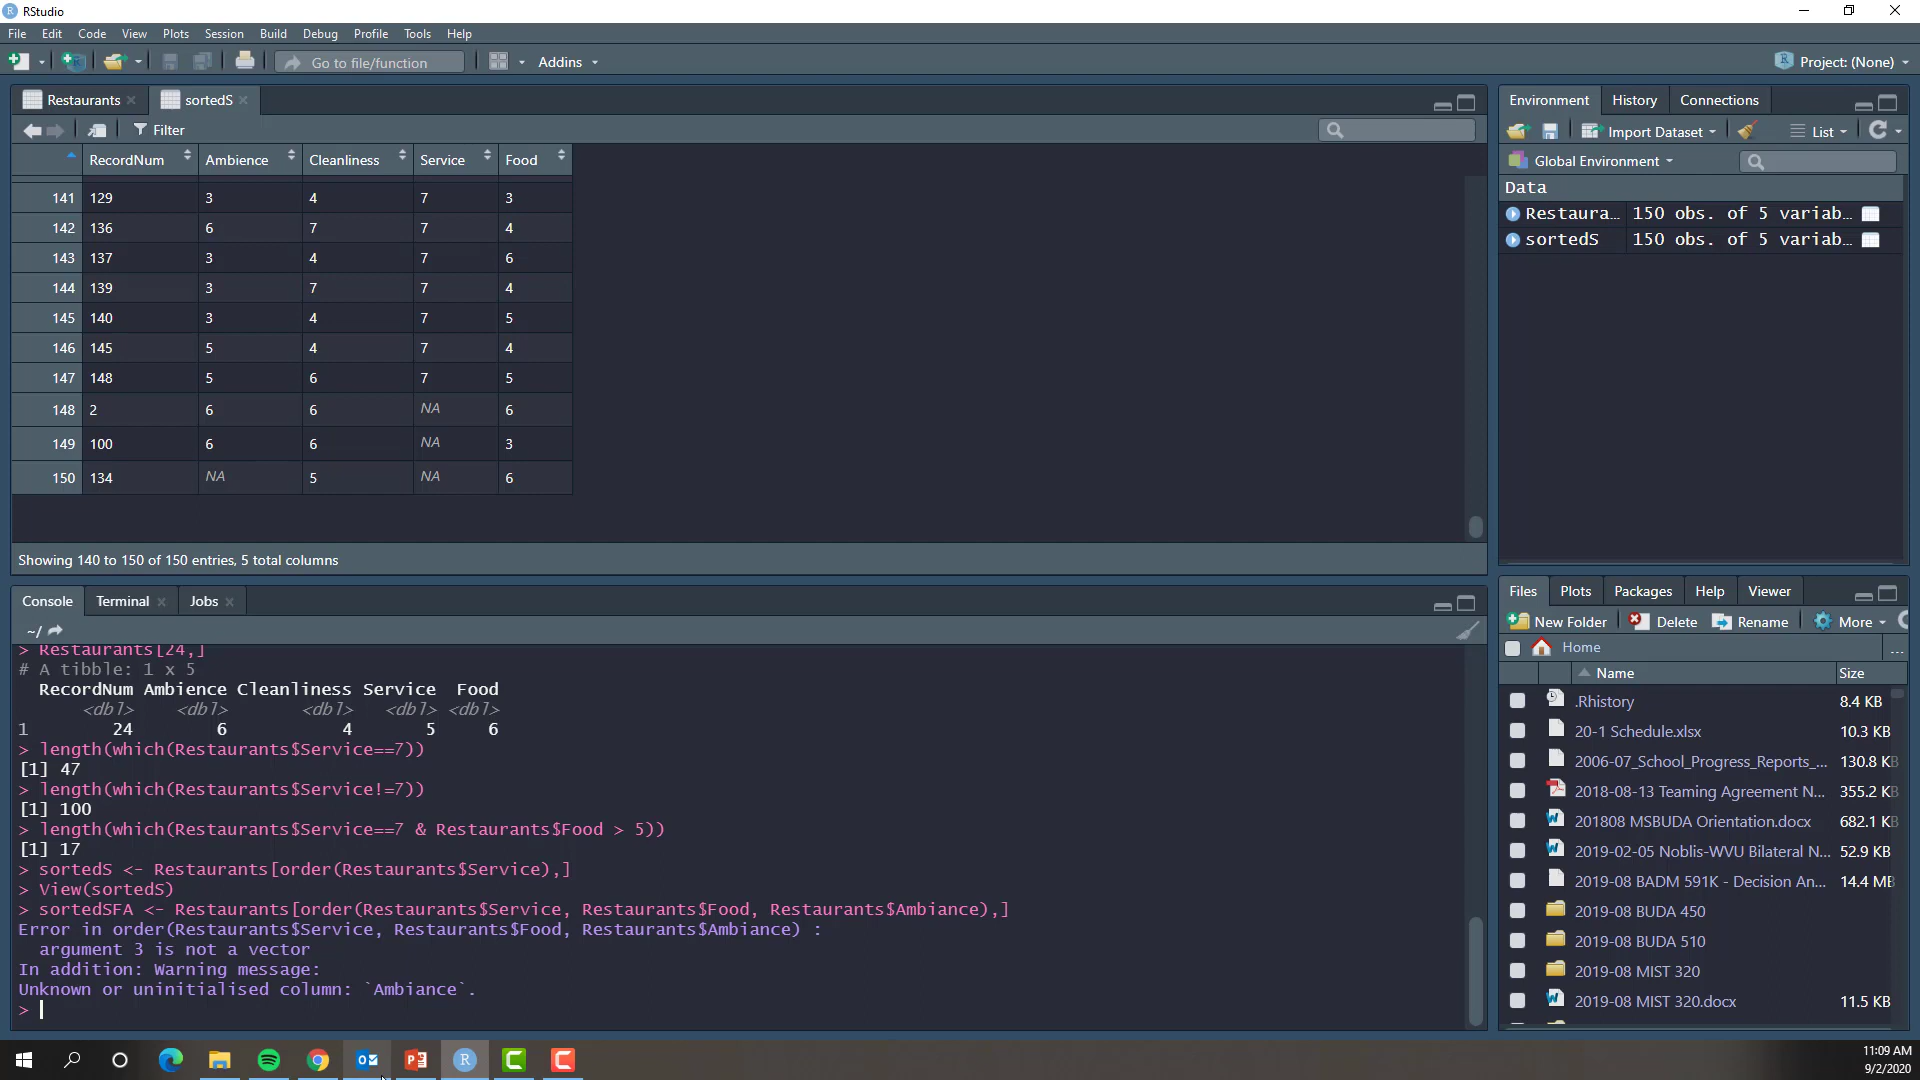 RStudio
File Edit Code View Plots Session Build Debug Profile Tools Help
Go to file/function Addins Project: (None)
Restaurants sortedS
Filter
RecordNum Ambience Cleanliness Service Food
141 129 3 4 7 3
142 136 6 7 7 4
143 137 3 4 7 6
144 139 3 7 7 4
145 140 3 4 7 5
146 145 5 4 7 4
147 148 5 6 7 5
148 2 6 6 NA 6
149 100 6 6 NA 3
150 134 NA 5 NA 6
Showing 140 to 150 of 150 entries, 5 total columns
Console Terminal Jobs
~/
> Restaurants[24,]
# A tibble: 1 x 5
RecordNum Ambience Cleanliness Service Food
<dbl> <dbl> <dbl> <dbl> <dbl>
1 24 6 4 5 6
> length(which(Restaurants$Service==7))
[1] 47
> length(which(Restaurants$Service!=7))
[1] 100
> length(which(Restaurants$Service==7 & Restaurants$Food > 5))
[1] 17
> sortedS <- Restaurants[order(Restaurants$Service),]
> View(sortedS)
> sortedSFA <- Restaurants[order(Restaurants$Service, Restaurants$Food, Restaurants$Ambiance),]
Error in order(Restaurants$Service, Restaurants$Food, Restaurants$Ambiance) :
argument 3 is not a vector
In addition: Warning message:
Unknown or uninitialised column: `Ambiance`.
>
Environment History Connections
Import Dataset List
Global Environment
Data
Restaura… 150 obs. of 5 variab…
sortedS 150 obs. of 5 variab…
Files Plots Packages Help Viewer
New Folder Delete Rename More
Home ...
Name Size
.Rhistory 8.4 KB
20-1 Schedule.xlsx 10.3 KB
2006-07_School_Progress_Reports_... 130.8 KB
2018-08-13 Teaming Agreement N... 355.2 KB
201808 MSBUDA Orientation.docx 682.1 KB
2019-02-05 Noblis-WVU Bilateral N... 52.9 KB
2019-08 BADM 591K - Decision An... 14.4 MB
2019-08 BUDA 450
2019-08 BUDA 510
2019-08 MIST 320
2019-08 MIST 320.docx 11.5 KB
11:09 AM
9/2/2020